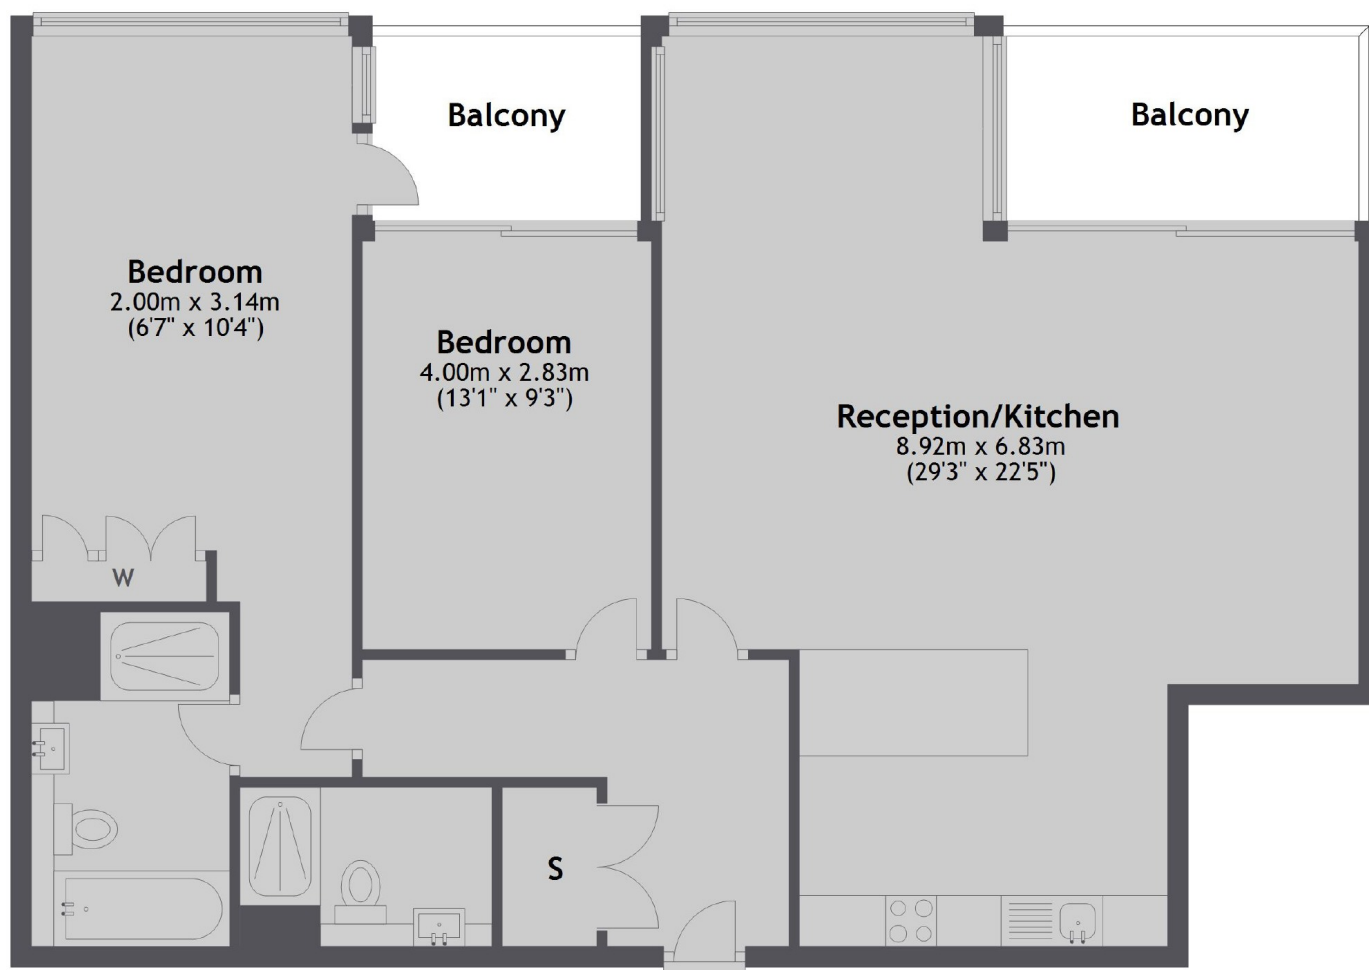 Balcony
Balcony
Bedroom
2.00m x 3.14m
(6'7" x 10'4")
Bedroom
4.00m x 2.83m
(13'1" x 9'3")
Reception/Kitchen
8.92m x 6.83m
(29'3" x 22'5")
W
S